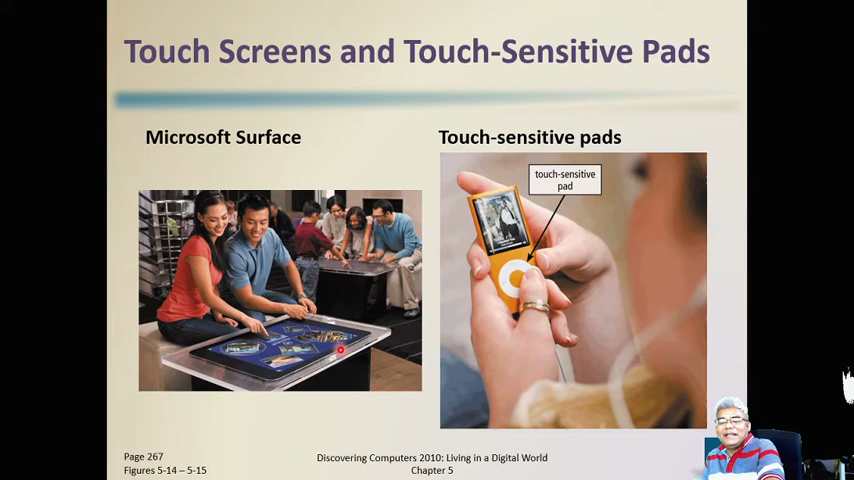 Touch Screens and Touch-Sensitive Pads
Microsoft Surface
Touch-sensitive pads
touch-sensitive
pad
Page 267
Figures 5-14 – 5-15
Discovering Computers 2010: Living in a Digital World
Chapter 5